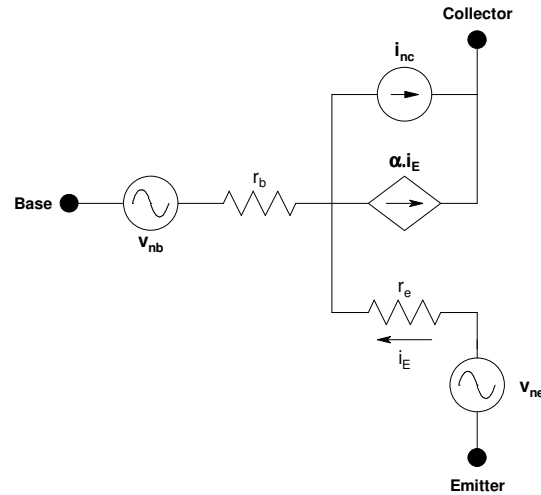 Collector
i_nc
α.i_E
r_b
Base
v_nb
r_e
i_E
v_ne
Emitter